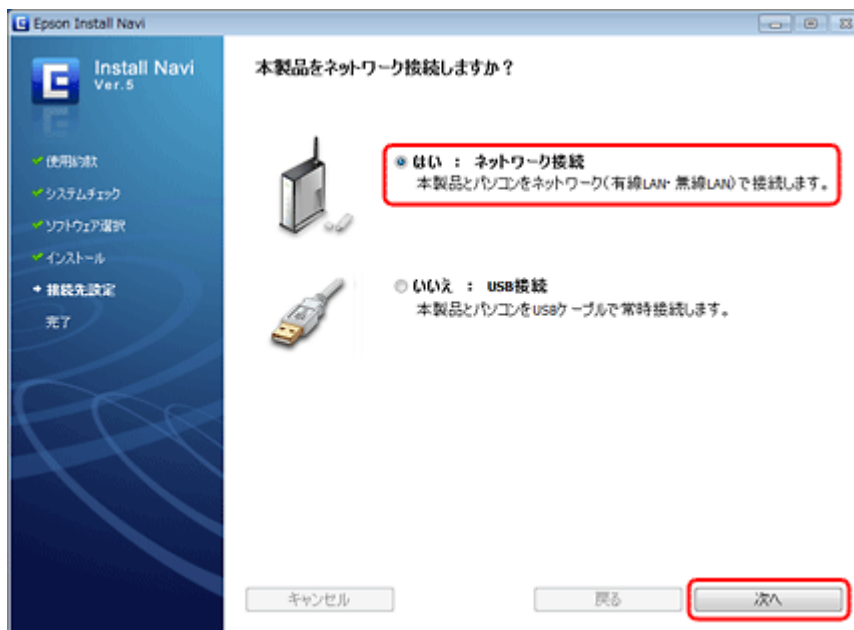 Epson Install Navi
Install Navi
Ver.5
使用約款
システムチェック
ソフトウェア選択
インストール
接続先設定
完了
本製品をネットワーク接続しますか？
はい ： ネットワーク接続
本製品とパソコンをネットワーク(有線LAN・無線LAN)で接続します。
いいえ ： USB接続
本製品とパソコンをUSBケーブルで常時接続します。
キャンセル
戻る
次へ